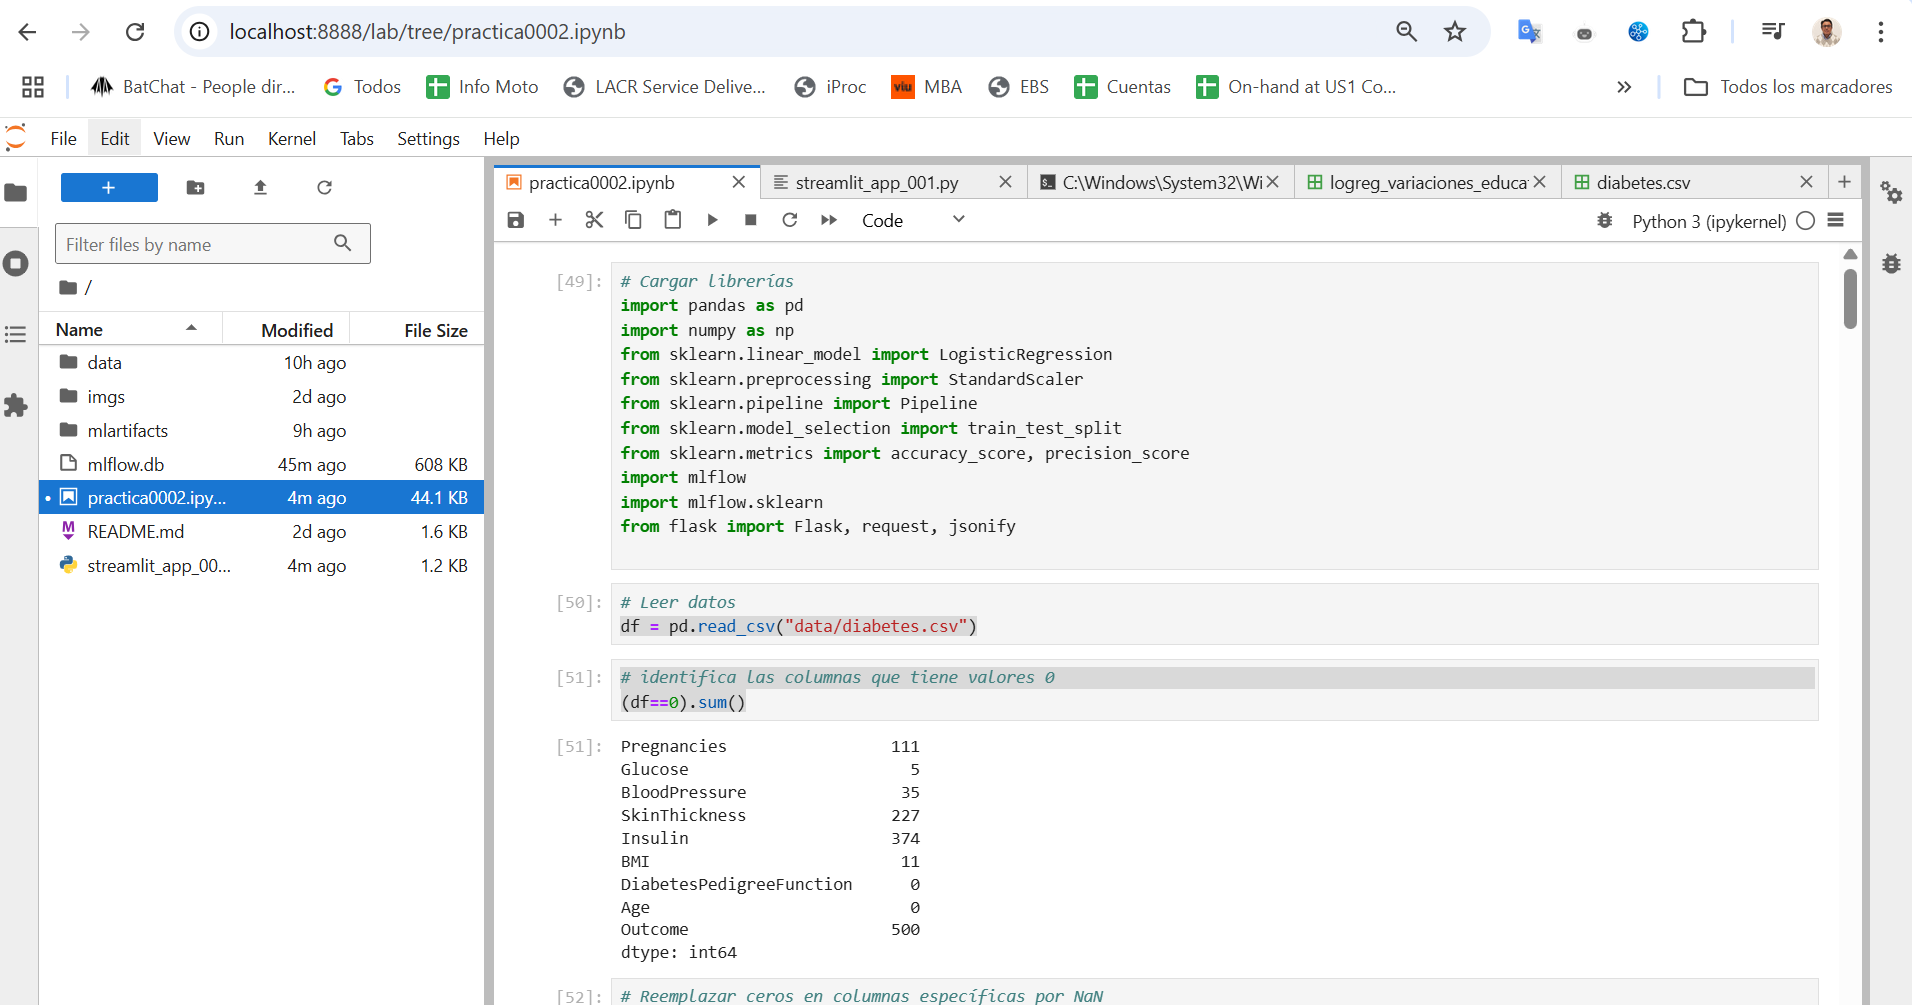 localhost:8888/lab/tree/practica0002.ipynb
BatChat - People dir...
Todos
Info Moto
LACR Service Delive...
iProc
viu MBA
EBS
Cuentas
On-hand at US1 Co...
Todos los marcadores
File Edit View Run Kernel Tabs Settings Help
practica0002.ipynb
streamlit_app_001.py
C:\Windows\System32\Wi
logreg_variaciones_educa
diabetes.csv
Code
Python 3 (ipykernel)
Filter files by name
/
Name Modified File Size
data 10h ago
imgs 2d ago
mlartifacts 9h ago
mlflow.db 45m ago 608 KB
practica0002.ipy... 4m ago 44.1 KB
README.md 2d ago 1.6 KB
streamlit_app_00... 4m ago 1.2 KB
[49]: # Cargar librerías
import pandas as pd
import numpy as np
from sklearn.linear_model import LogisticRegression
from sklearn.preprocessing import StandardScaler
from sklearn.pipeline import Pipeline
from sklearn.model_selection import train_test_split
from sklearn.metrics import accuracy_score, precision_score
import mlflow
import mlflow.sklearn
from flask import Flask, request, jsonify
[50]: # Leer datos
df = pd.read_csv("data/diabetes.csv")
[51]: # identifica las columnas que tiene valores 0
(df==0).sum()
[51]: Pregnancies 111
Glucose 5
BloodPressure 35
SkinThickness 227
Insulin 374
BMI 11
DiabetesPedigreeFunction 0
Age 0
Outcome 500
dtype: int64
[52]: # Reemplazar ceros en columnas específicas por NaN